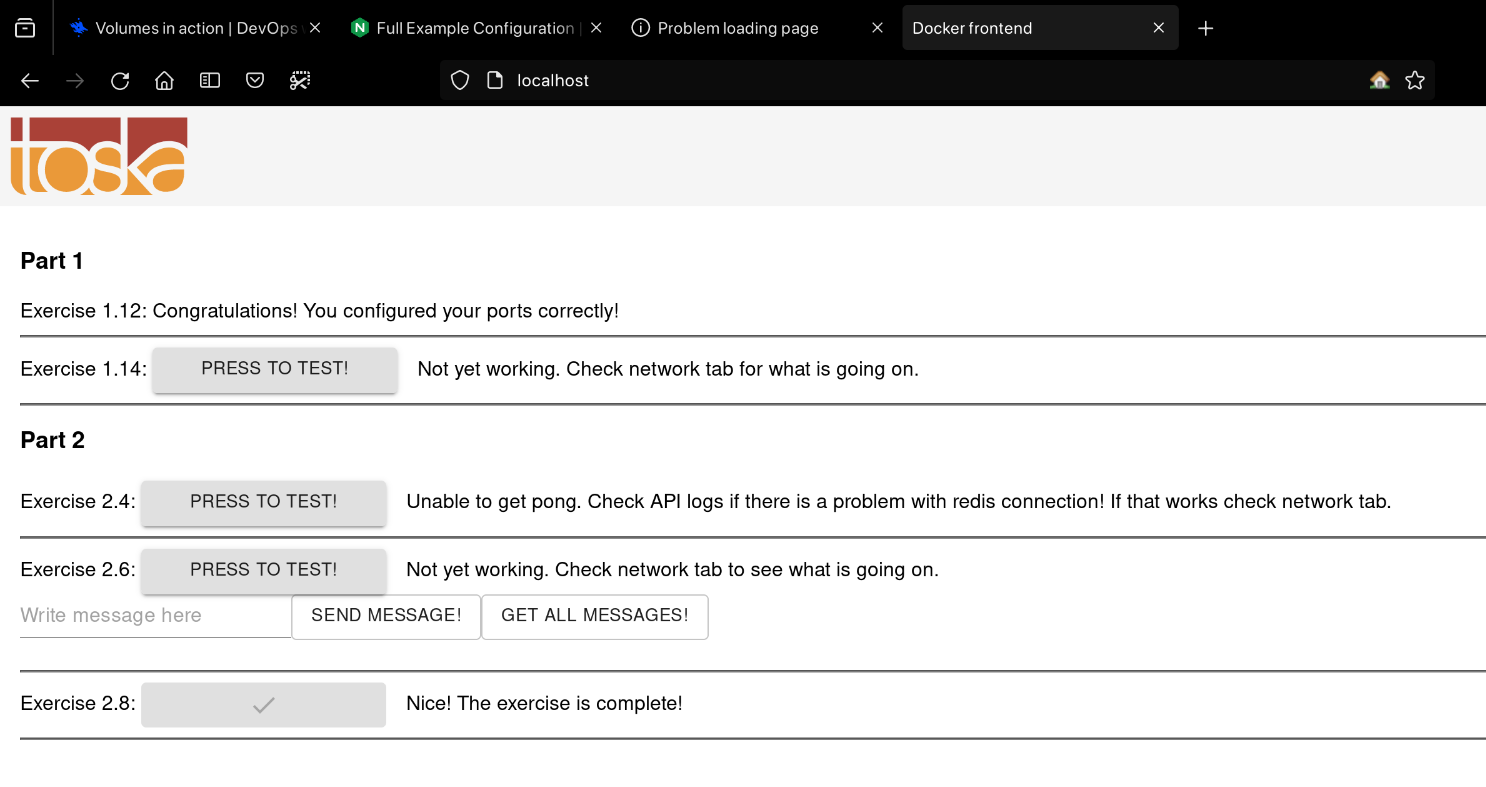 Volumes in action | DevOps
Full Example Configuration |
Problem loading page
Docker frontend
localhost
toska
Part 1
Exercise 1.12: Congratulations! You configured your ports correctly!
Exercise 1.14: PRESS TO TEST! Not yet working. Check network tab for what is going on.
Part 2
Exercise 2.4: PRESS TO TEST! Unable to get pong. Check API logs if there is a problem with redis connection! If that works check network tab.
Exercise 2.6: PRESS TO TEST! Not yet working. Check network tab to see what is going on.
Write message here SEND MESSAGE! GET ALL MESSAGES!
Exercise 2.8: Nice! The exercise is complete!